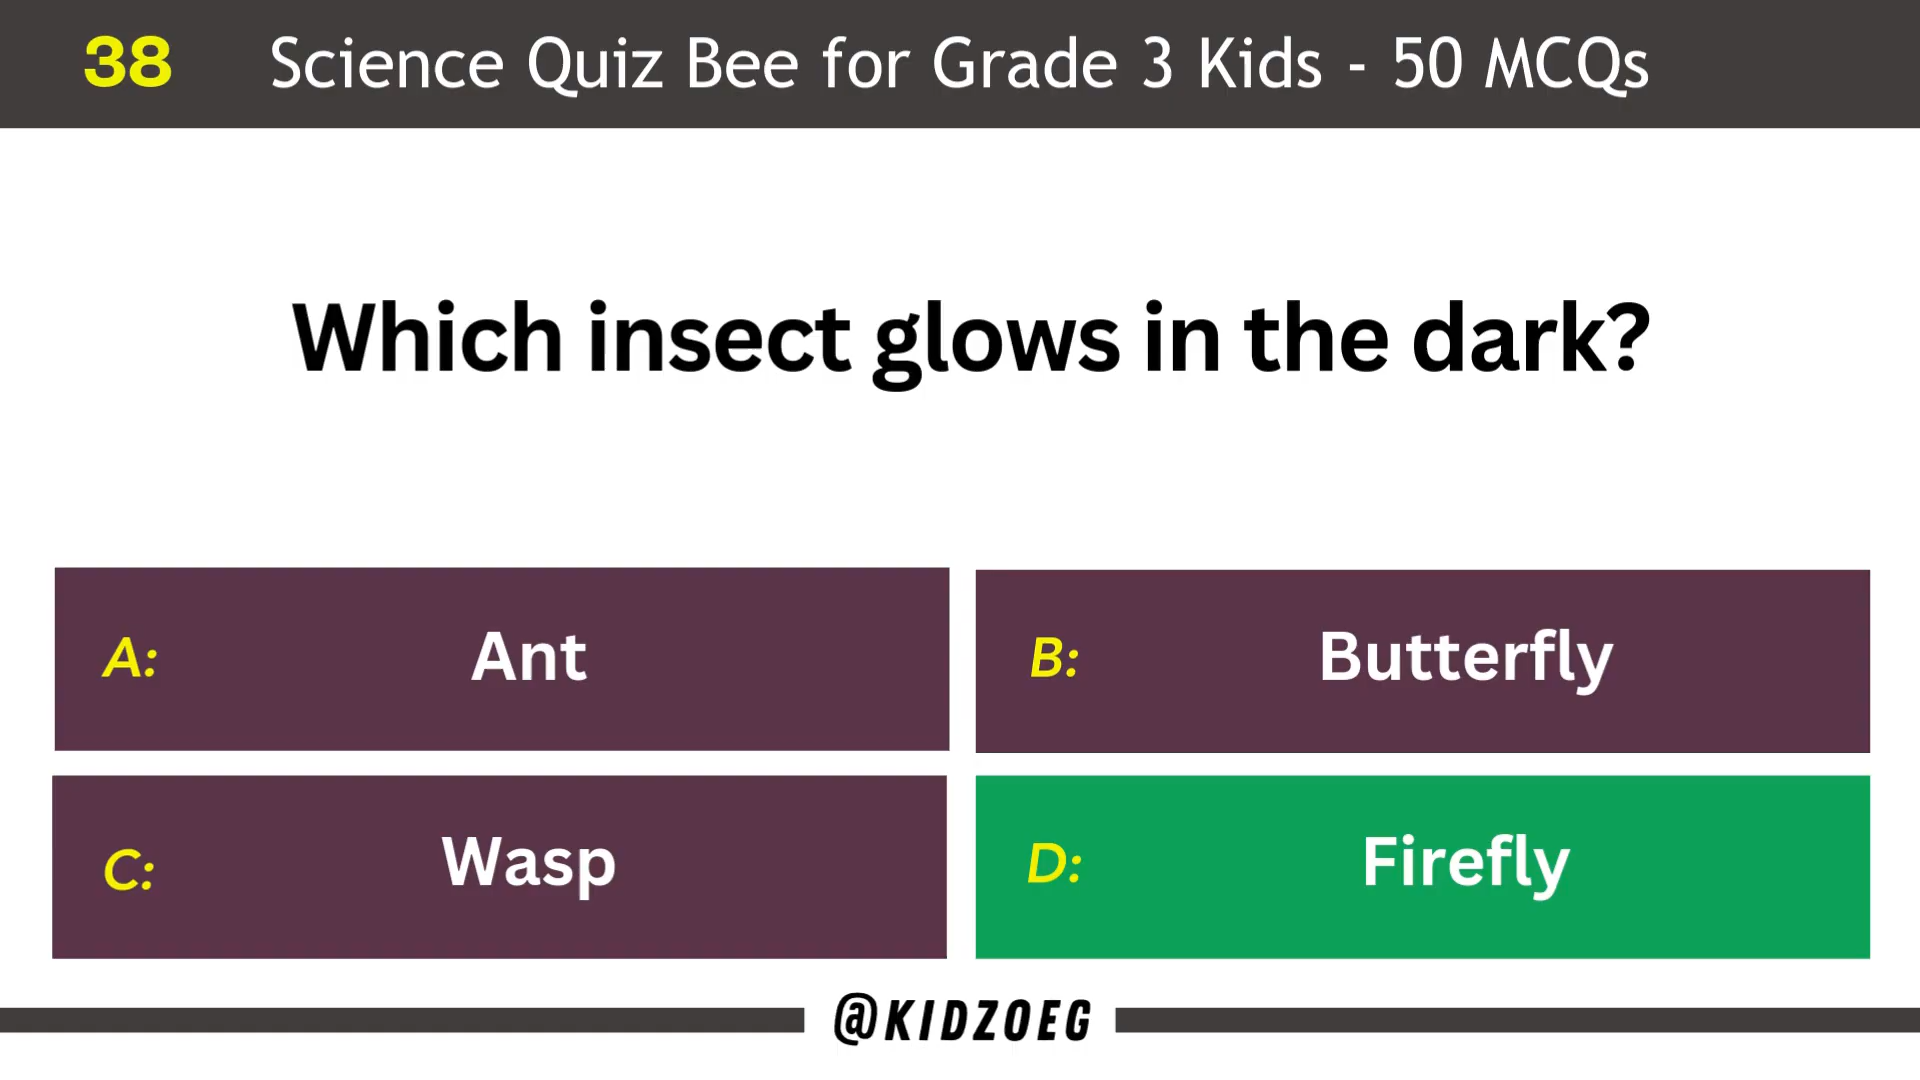 38 Science Quiz Bee for Grade 3 Kids - 50 MCQs
Which insect glows in the dark?
A: Ant
B: Butterfly
C: Wasp
D: Firefly
@KIDZOEG